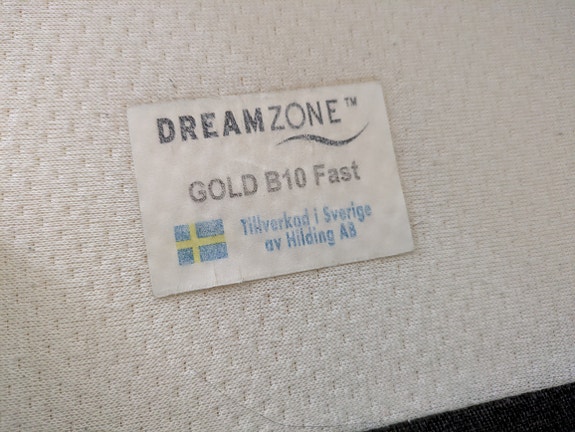 DREAMZONE™
GOLD B10 Fast
Tillverkad i Sverige
av Hilding AB